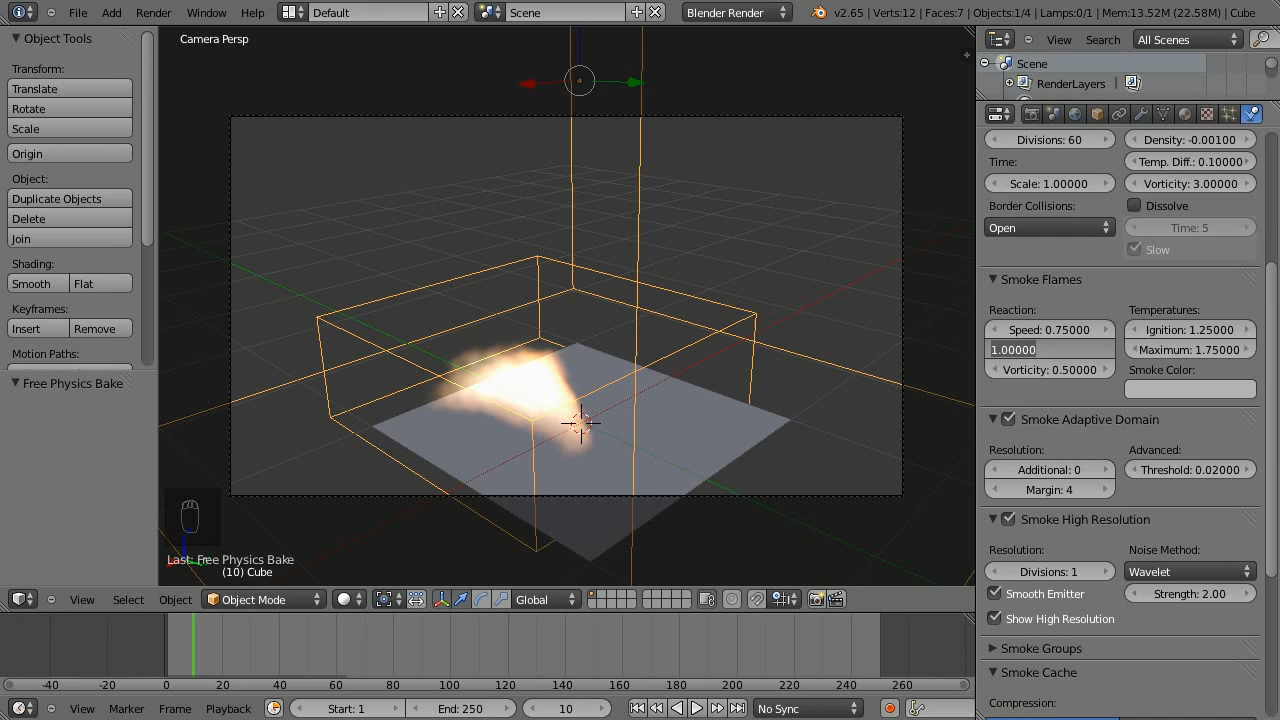 File Add Render Window Help Default Scene Blender Render v2.65 | Verts:12 | Faces:7 | Objects:1/4 | Lamps:0/1 | Mem:13.52M (22.58M) | Cube
Object Tools
Transform:
Translate
Rotate
Scale
Origin
Object:
Duplicate Objects
Delete
Join
Shading:
Smooth Flat
Keyframes:
Insert Remove
Motion Paths:
Free Physics Bake
Camera Persp
Last: Free Physics Bake
(10) Cube
View Select Object Object Mode Global
View Search All Scenes
Scene
RenderLayers |
Divisions: 60 Density: -0.00100
Time: Temp. Diff.: 0.10000
Scale: 1.00000 Vorticity: 3.00000
Border Collisions: Dissolve
Open Time: 5
Slow
Smoke Flames
Reaction: Temperatures:
Speed: 0.75000 Ignition: 1.25000
1.00000 Maximum: 1.75000
Vorticity: 0.50000 Smoke Color:
Smoke Adaptive Domain
Resolution: Advanced:
Additional: 0 Threshold: 0.02000
Margin: 4
Smoke High Resolution
Resolution: Noise Method:
Divisions: 1 Wavelet
Smooth Emitter Strength: 2.00
Show High Resolution
Smoke Groups
Smoke Cache
Compression:
-40 -20 0 20 40 60 80 100 120 140 160 180 200 220 240 260
View Marker Frame Playback Start: 1 End: 250 10 No Sync